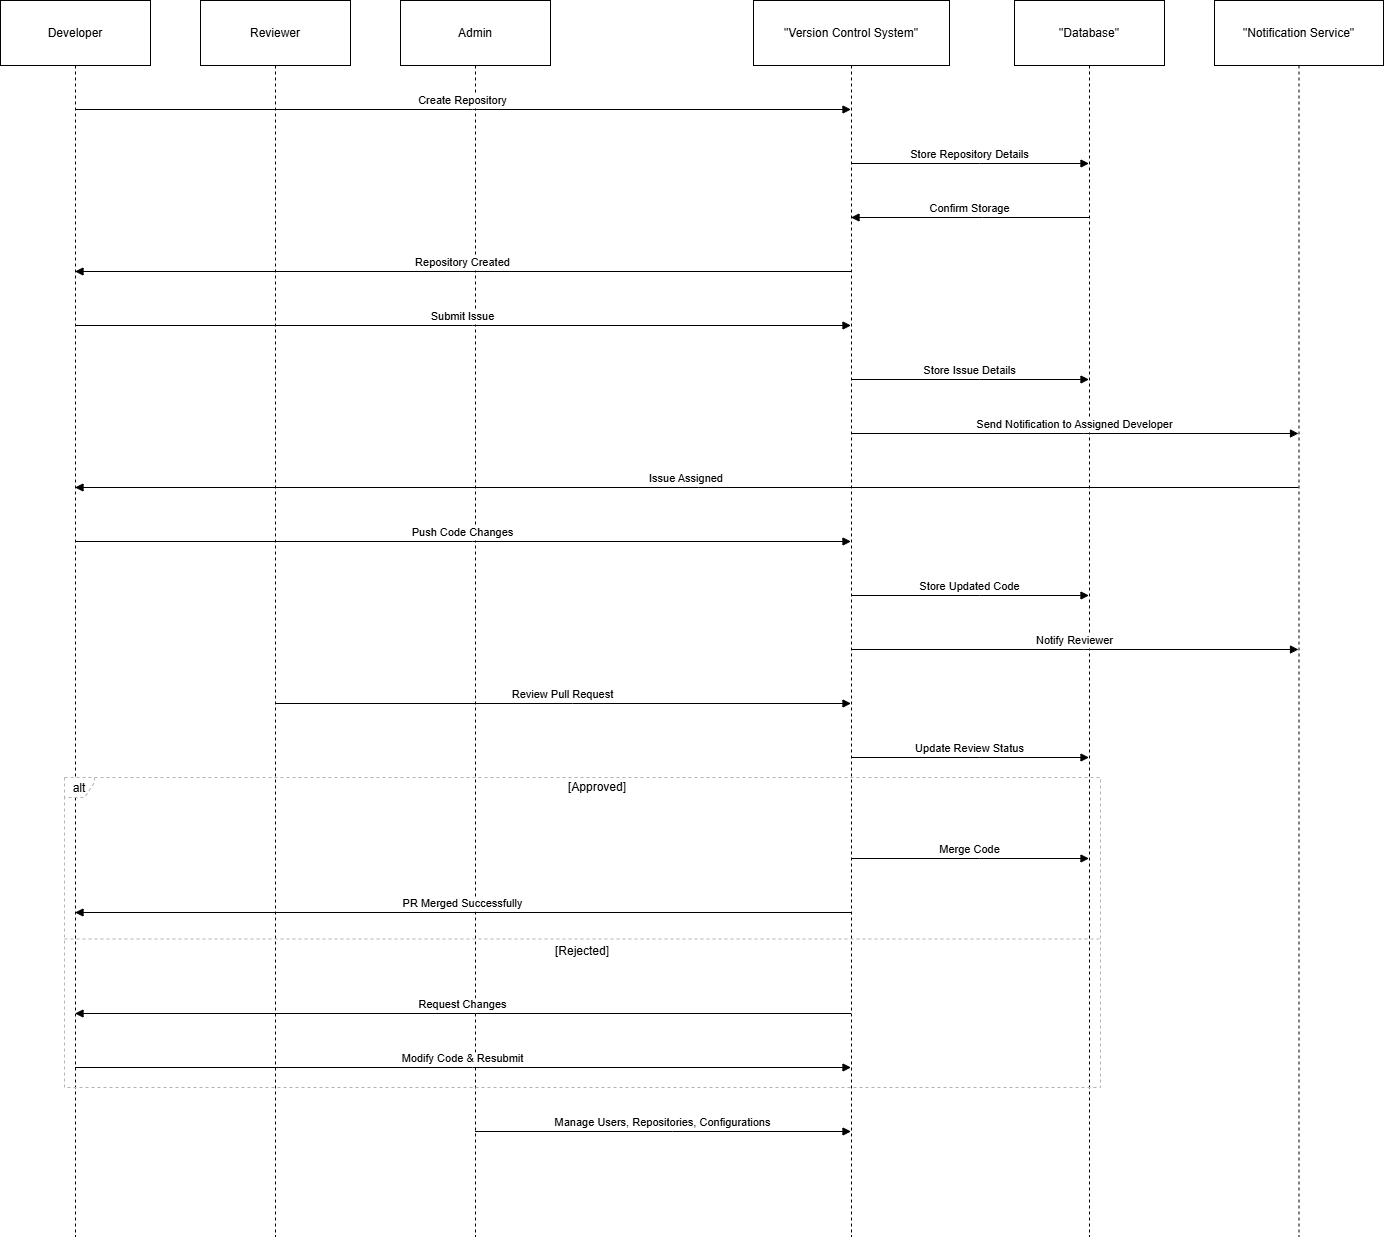 Developer
Reviewer
Admin
"Version Control System"
"Database"
"Notification Service"
Create Repository
Store Repository Details
Confirm Storage
Repository Created
Submit Issue
Store Issue Details
Send Notification to Assigned Developer
Issue Assigned
Push Code Changes
Store Updated Code
Notify Reviewer
Review Pull Request
Update Review Status
alt
[Approved]
Merge Code
PR Merged Successfully
[Rejected]
Request Changes
Modify Code & Resubmit
Manage Users, Repositories, Configurations